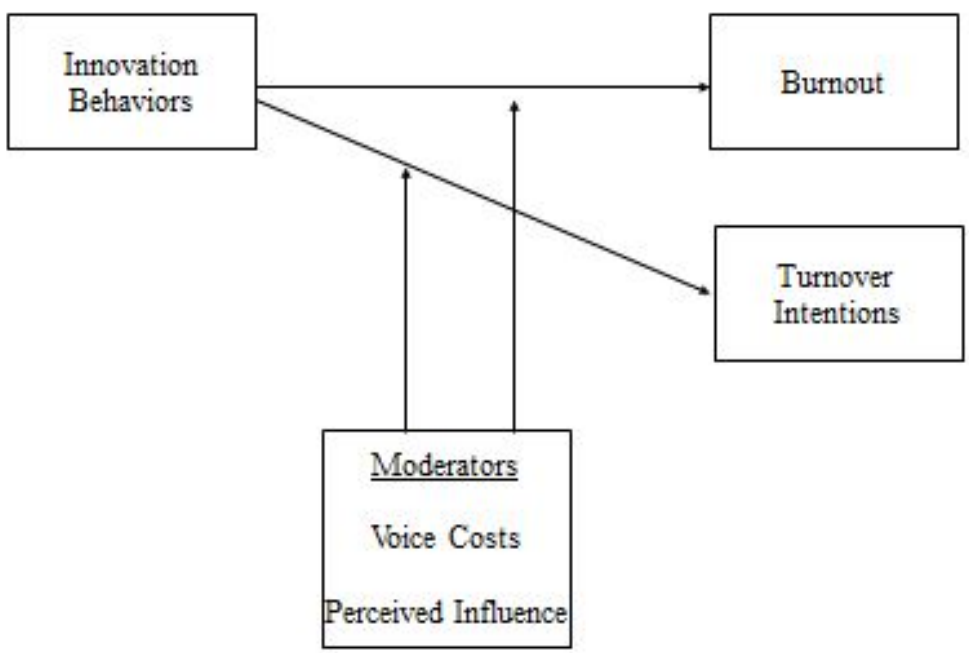 Innovation
Behaviors
Burnout
Turnover
Intentions
Moderators
Voice Costs
Perceived Influence